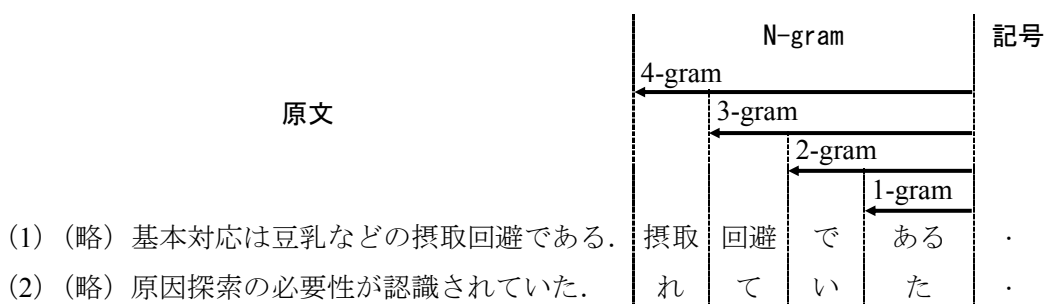 N-gram 記号
4-gram
原文
3-gram
2-gram
1-gram
(1)（略）基本対応は豆乳などの摂取回避である． 摂取 回避 で ある ．
(2)（略）原因探索の必要性が認識されていた． れ て い た ．